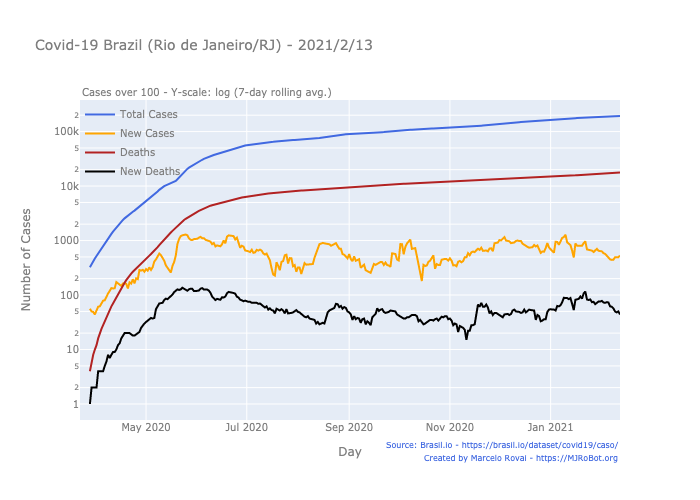 Covid-19 Brazil (Rio de Janeiro/RJ) - 2021/2/13
Cases over 100 - Y-scale: log (7-day rolling avg.)
Total Cases
New Cases
Deaths
New Deaths
Number of Cases
2
100k
5
2
10k
5
2
1000
5
2
100
5
2
10
5
2
1
May 2020
Jul 2020
Sep 2020
Nov 2020
Jan 2021
Day
Source: Brasil.io - https://brasil.io/dataset/covid19/caso/
Created by Marcelo Rovai - https://MJRoBot.org